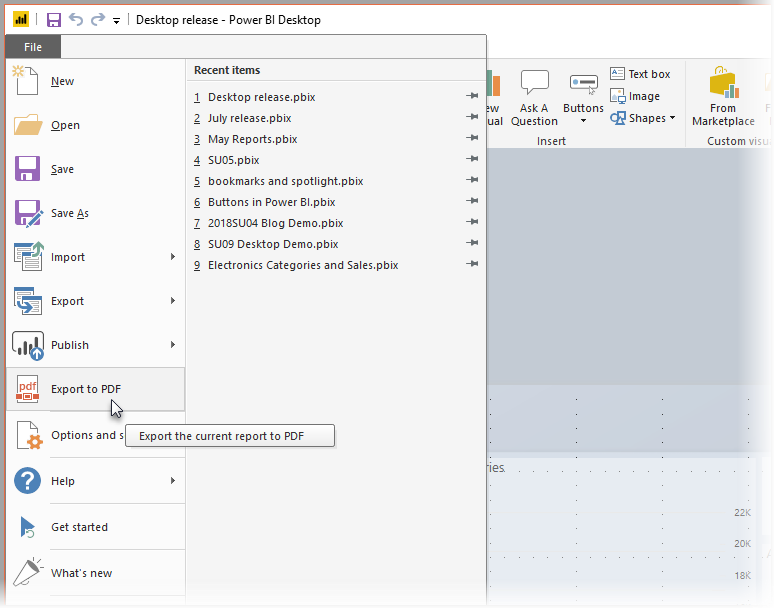 Desktop release - Power BI Desktop
File
New
Open
Save
Save As
Import
Export
Publish
pdf
Export to PDF
Options and s
Export the current report to PDF
Help
Get started
What's new
Recent items
1 Desktop release.pbix
2 July release.pbix
3 May Reports.pbix
4 SU05.pbix
5 bookmarks and spotlight.pbix
6 Buttons in Power BI.pbix
7 2018SU04 Blog Demo.pbix
8 SU09 Desktop Demo.pbix
9 Electronics Categories and Sales.pbix
ew
ual
Ask A
Question
Buttons
Text box
Image
Shapes
Insert
From
Marketplace
Custom visu
ries
22K
20K
18K